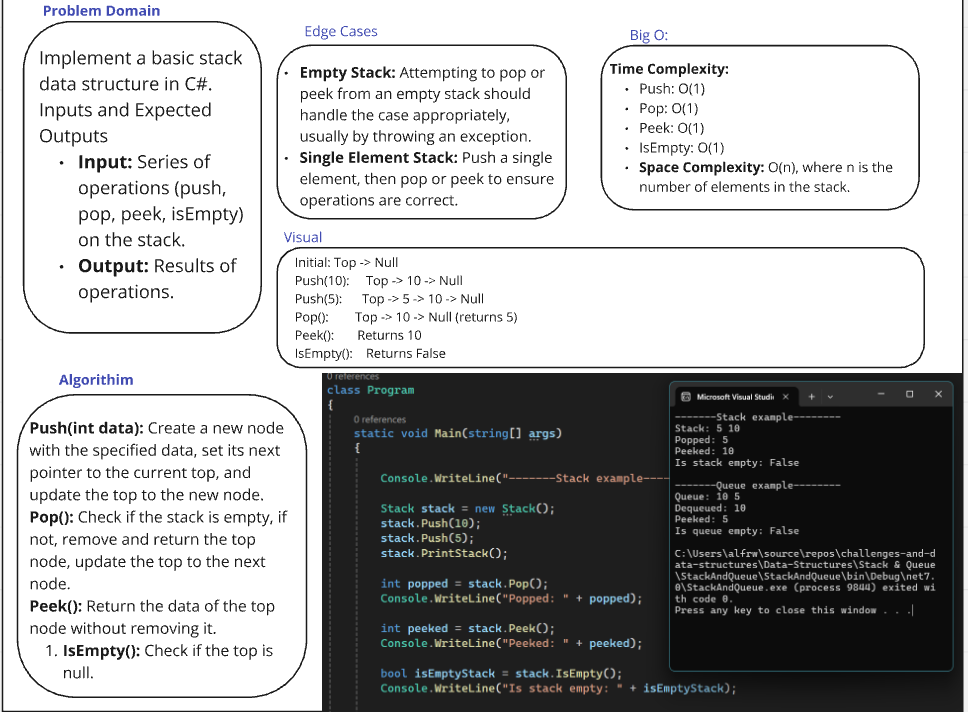 Problem Domain
Implement a basic stack
data structure in C#.
Inputs and Expected
Outputs
• Input: Series of
operations (push,
pop, peek, isEmpty)
on the stack.
• Output: Results of
operations.
Edge Cases
• Empty Stack: Attempting to pop or
peek from an empty stack should
handle the case appropriately,
usually by throwing an exception.
• Single Element Stack: Push a single
element, then pop or peek to ensure
operations are correct.
Big O:
Time Complexity:
• Push: O(1)
• Pop: O(1)
• Peek: O(1)
• IsEmpty: O(1)
• Space Complexity: O(n), where n is the
number of elements in the stack.
Visual
Initial: Top -> Null
Push(10): Top -> 10 -> Null
Push(5): Top -> 5 -> 10 -> Null
Pop(): Top -> 10 -> Null (returns 5)
Peek(): Returns 10
IsEmpty(): Returns False
Algorithim
Push(int data): Create a new node
with the specified data, set its next
pointer to the current top, and
update the top to the new node.
Pop(): Check if the stack is empty, if
not, remove and return the top
node, update the top to the next
node.
Peek(): Return the data of the top
node without removing it.
1. IsEmpty(): Check if the top is
null.
0 references
class Program
{
0 references
static void Main(string[] args)
{
Console.WriteLine("-------Stack example----
Stack stack = new Stack();
stack.Push(10);
stack.Push(5);
stack.PrintStack();
int popped = stack.Pop();
Console.WriteLine("Popped: " + popped);
int peeked = stack.Peek();
Console.WriteLine("Peeked: " + peeked);
bool isEmptyStack = stack.IsEmpty();
Console.WriteLine("Is stack empty: " + isEmptyStack);
Microsoft Visual Studi
-------Stack example--------
Stack: 5 10
Popped: 5
Peeked: 10
Is stack empty: False
-------Queue example--------
Queue: 10 5
Dequeued: 10
Peeked: 5
Is queue empty: False
C:\Users\alfrw\source\repos\challenges-and-d
ata-structures\Data-Structures\Stack & Queue
\StackAndQueue\StackAndQueue\bin\Debug\net7.
0\StackAndQueue.exe (process 9844) exited wi
th code 0.
Press any key to close this window . . .